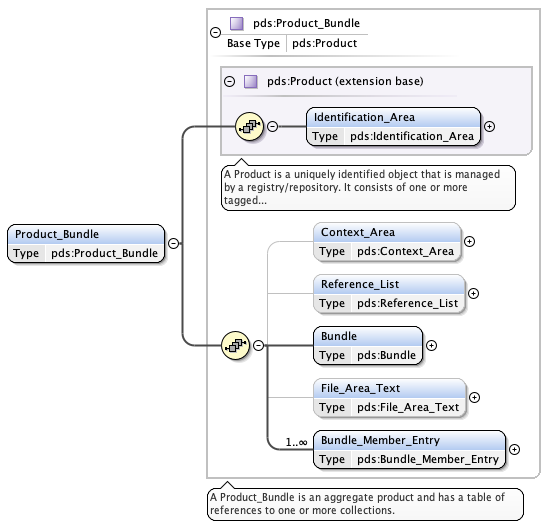 pds:Product_Bundle
Base Type pds:Product
pds:Product (extension base)
Identification_Area
Type pds:Identification_Area
A Product is a uniquely identified object that is managed
by a registry/repository. It consists of one or more
tagged...
Product_Bundle
Type pds:Product_Bundle
Context_Area
Type pds:Context_Area
Reference_List
Type pds:Reference_List
Bundle
Type pds:Bundle
File_Area_Text
Type pds:File_Area_Text
1..∞
Bundle_Member_Entry
Type pds:Bundle_Member_Entry
A Product_Bundle is an aggregate product and has a table of
references to one or more collections.